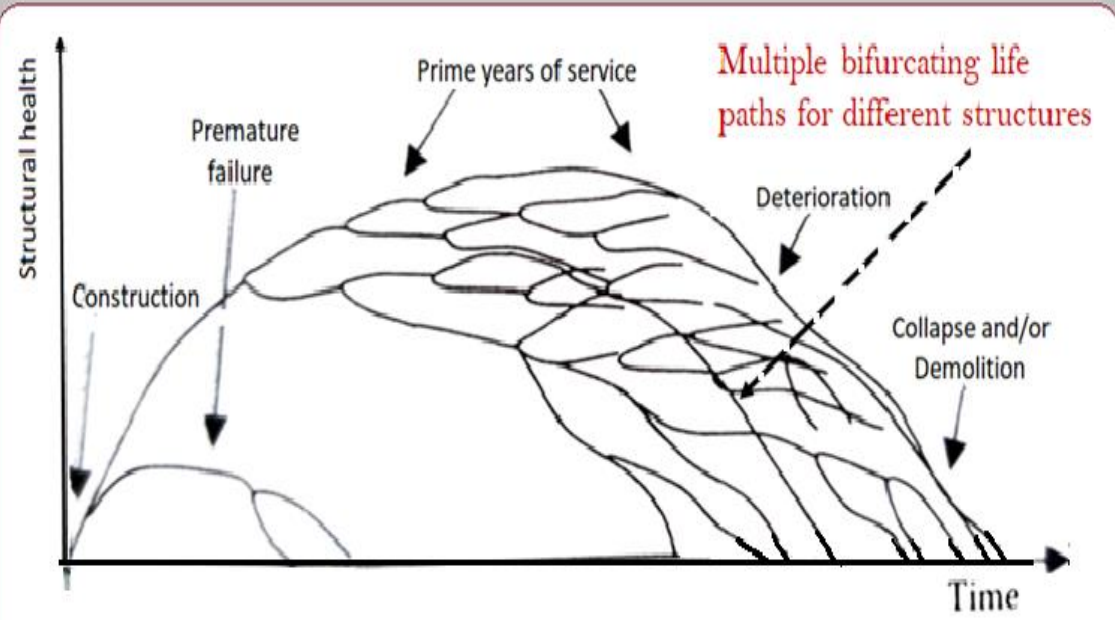 Structural health
Prime years of service
Multiple bifurcating life
paths for different structures
Premature
failure
Deterioration
Construction
Collapse and/or
Demolition
Time